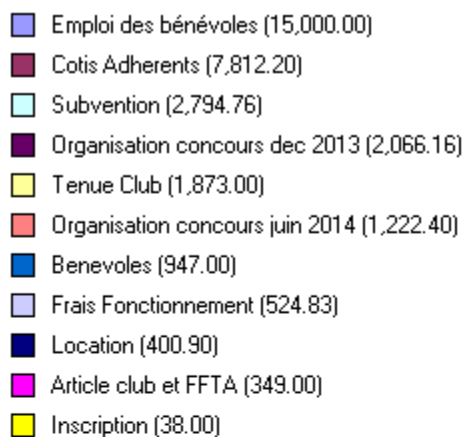 Emploi des bénévoles (15,000.00)
Cotis Adherents (7,812.20)
Subvention (2,794.76)
Organisation concours dec 2013 (2,066.16)
Tenue Club (1,873.00)
Organisation concours juin 2014 (1,222.40)
Benevoles (947.00)
Frais Fonctionnement (524.83)
Location (400.90)
Article club et FFTA (349.00)
Inscription (38.00)